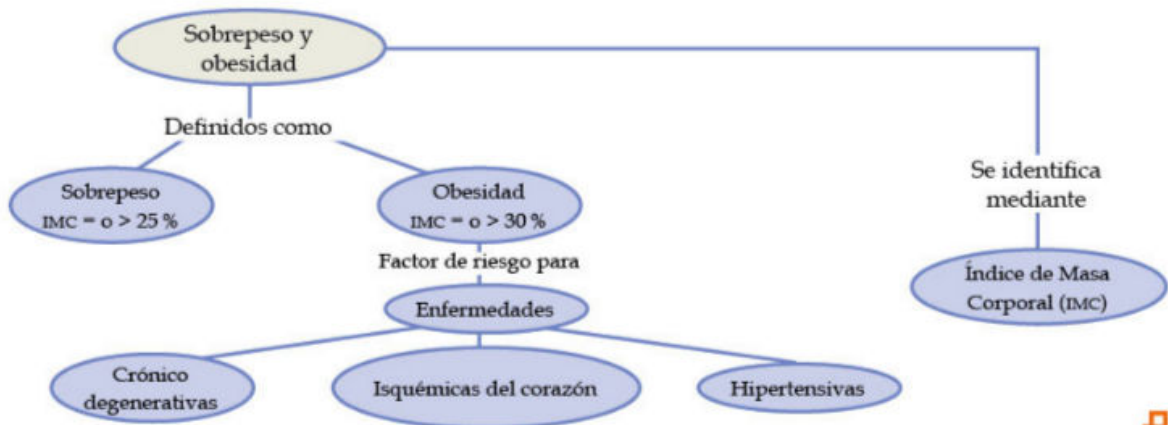 Sobrepeso y
obesidad
Definidos como
Sobrepeso
IMC = o > 25 %
Obesidad
IMC = o > 30 %
Se identifica
mediante
Índice de Masa
Corporal (IMC)
Factor de riesgo para
Enfermedades
Crónico
degenerativas
Isquémicas del corazón
Hipertensivas